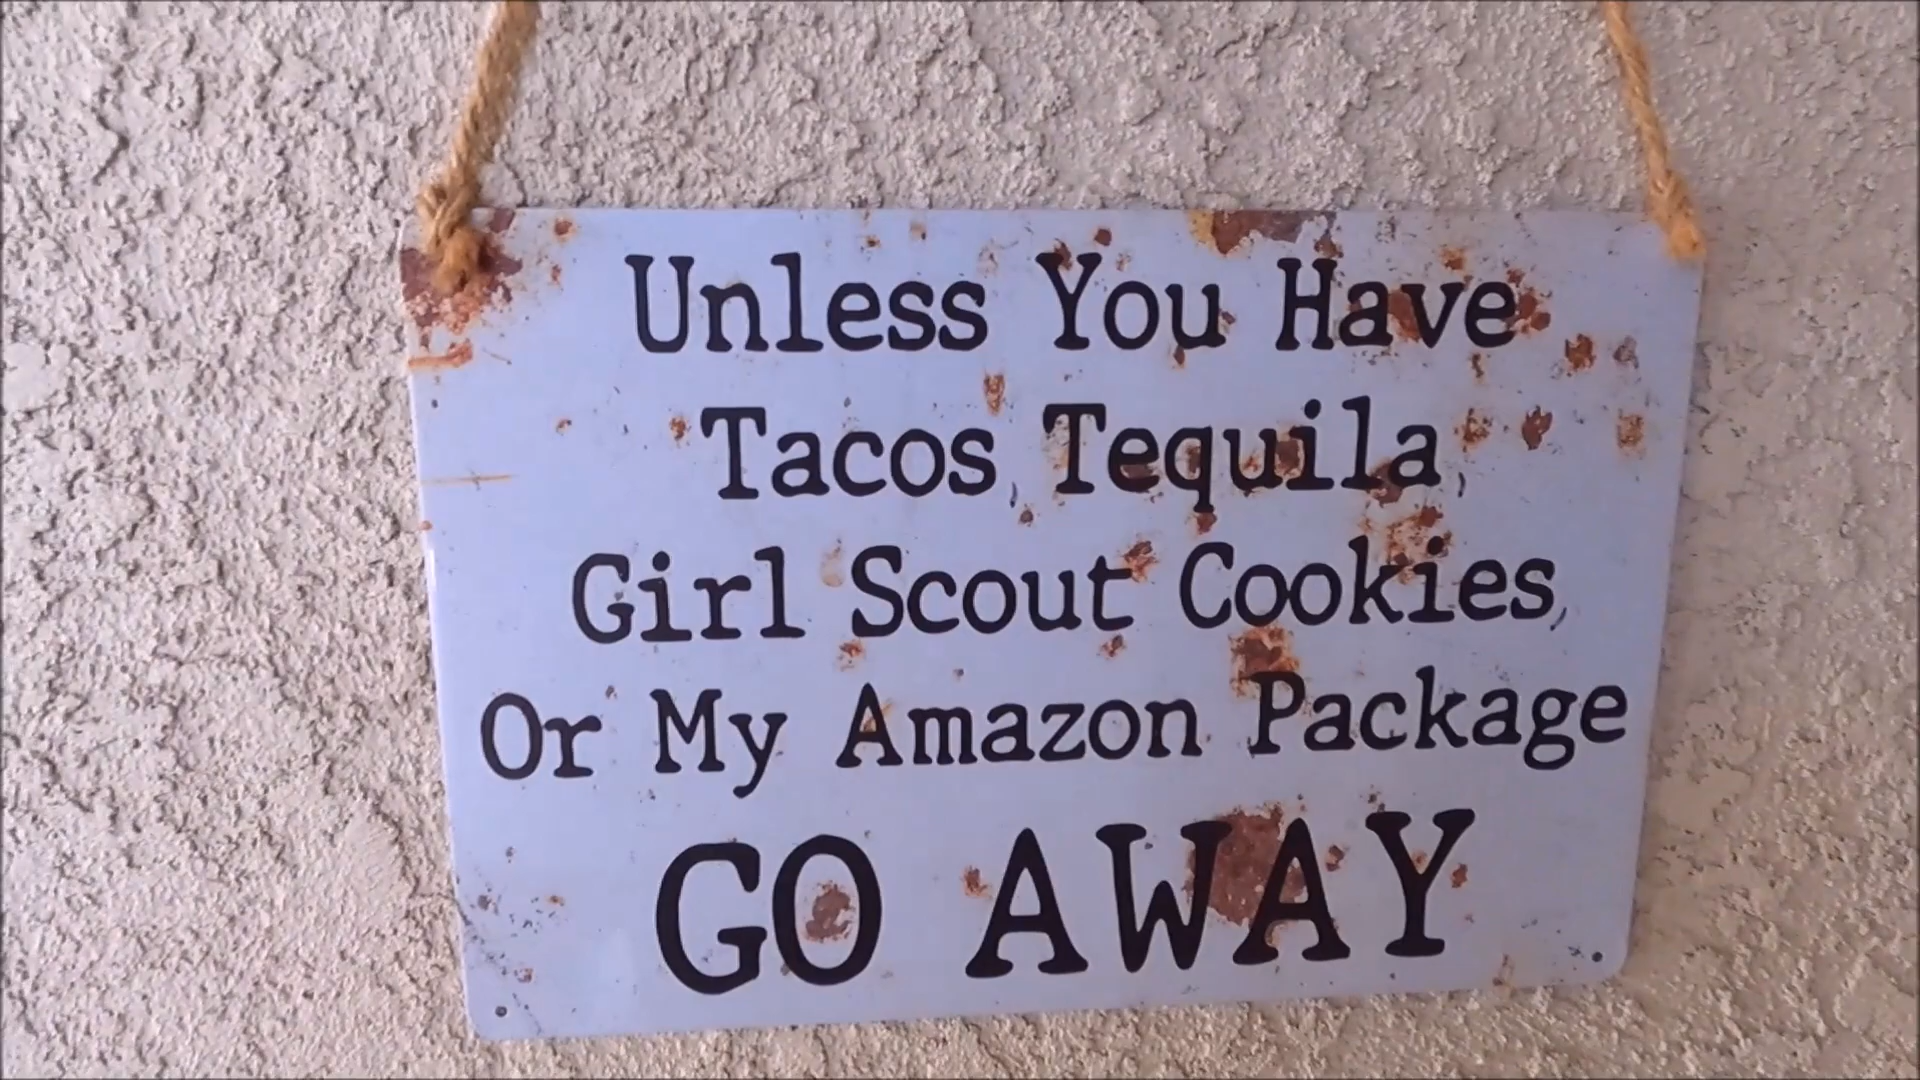 Unless You Have
Tacos, Tequila,
Girl Scout Cookies,
Or My Amazon Package
GO AWAY